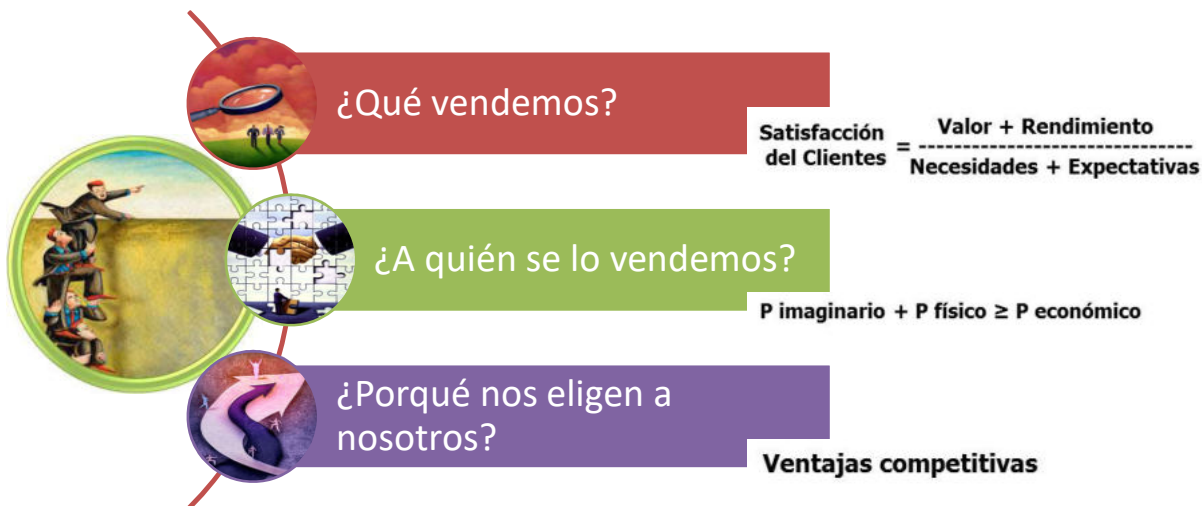 ¿Qué vendemos?
Satisfacción del Clientes = Valor + Rendimiento
-------------------------------
Necesidades + Expectativas
¿A quién se lo vendemos?
P imaginario + P físico ≥ P económico
¿Porqué nos eligen a
nosotros?
Ventajas competitivas